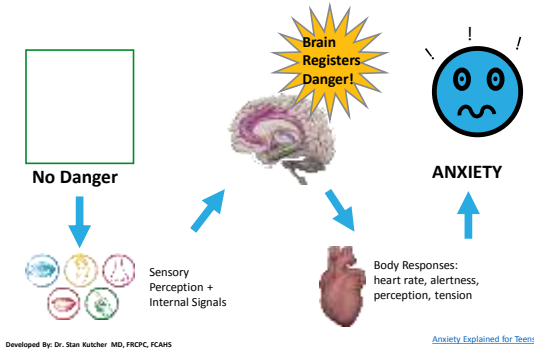 Brain
Registers
Danger!
!
!
!
No Danger
ANXIETY
Sensory
Perception +
Internal Signals
Body Responses:
heart rate, alertness,
perception, tension
Developed By: Dr. Stan Kutcher MD, FRCPC, FCAHS
Anxiety Explained for Teens